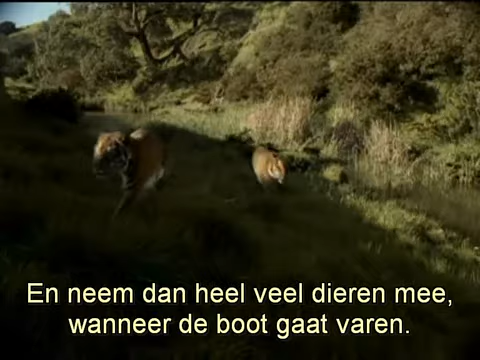 En neem dan heel veel dieren mee,
wanneer de boot gaat varen.